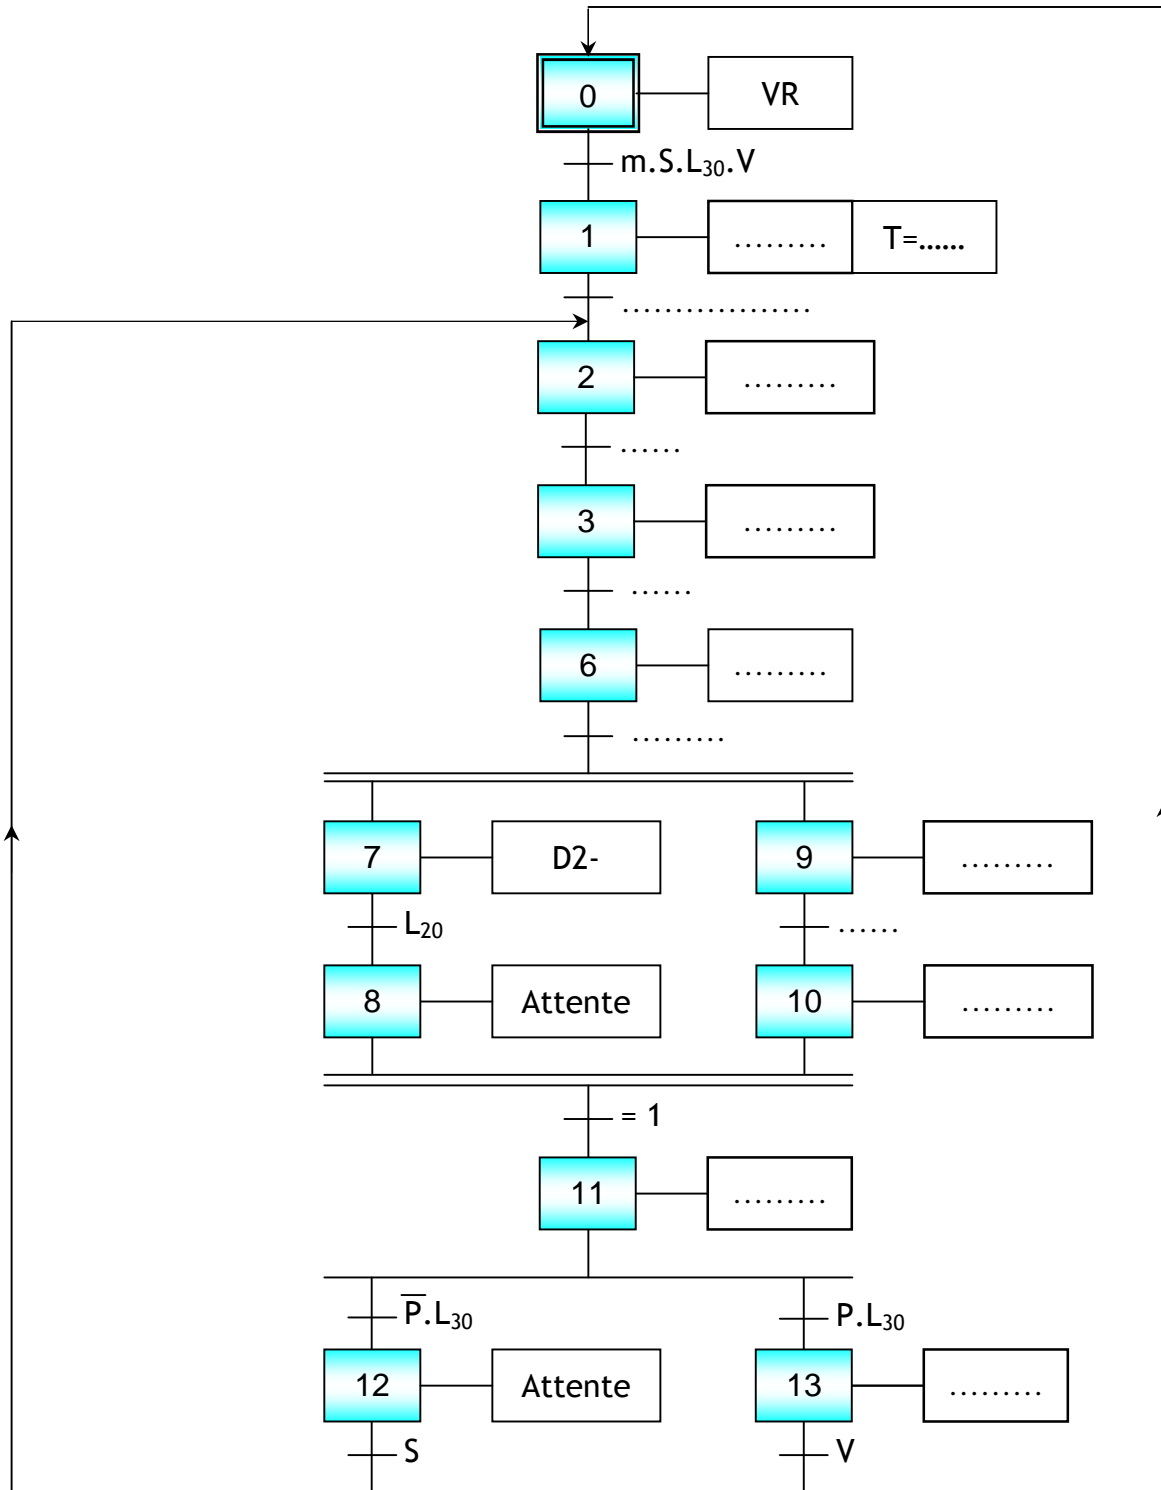 0 VR
m.S.L₃₀.V
1 ......... T=......
..................
2 .........
......
3 .........
......
6 .........
.........
7 D2- 9 .........
L₂₀ ......
8 Attente 10 .........
= 1
11 .........
P̅.L₃₀ P.L₃₀
12 Attente 13 .........
S V